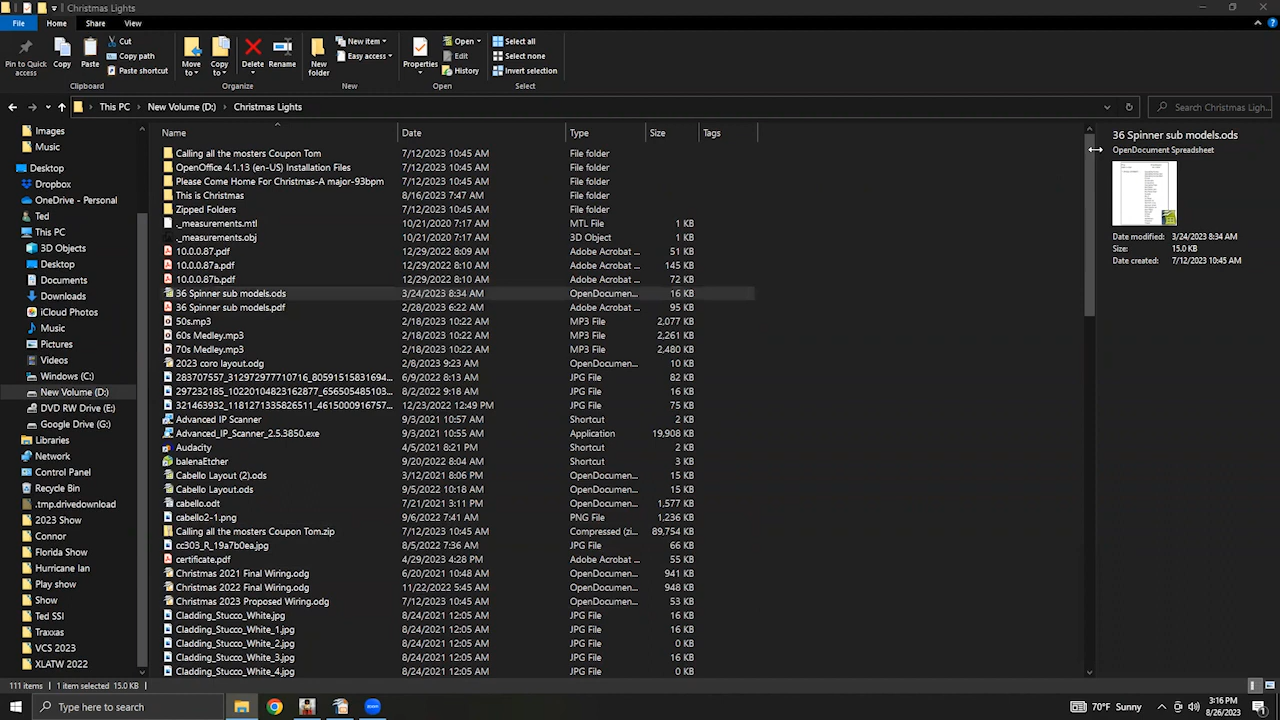 Christmas Lights
File Home Share View
Pin to Quick access
Copy
Paste
Cut
Copy path
Paste shortcut
Clipboard
Move to
Copy to
Delete
Rename
Organize
New folder
New item
Easy access
New
Properties
Open
Edit
History
Open
Select all
Select none
Invert selection
Select
This PC New Volume (D:) Christmas Lights
Search Christmas Ligh...
Images
Music
Desktop
Dropbox
OneDrive - Personal
Ted
This PC
3D Objects
Desktop
Documents
Downloads
iCloud Photos
Music
Pictures
Videos
Windows (C:)
New Volume (D:)
DVD RW Drive (E:)
Google Drive (G:)
Libraries
Network
Control Panel
Recycle Bin
.tmp.drivedownload
2023 Show
Connor
Florida Show
Hurricane Ian
Play show
Show
Ted SSI
Traxxas
VCS 2023
XLATW 2022
Name Date Type Size Tags
Calling all the mosters Coupon Tom 7/12/2023 10:45 AM File folder
OpenOffice 4.1.13 (en-US) Installation Files 7/12/2023 10:45 AM File folder
Please Come Home For Christmas-A major-93bpm 7/12/2023 10:45 AM File folder
This is Christmas 8/16/2023 7:47 AM File folder
Zipped Folders 7/12/2023 10:45 AM File folder
._measurements.mtl 10/21/2020 7:17 AM MTL File 1 KB
._measurements.obj 10/21/2020 7:17 AM 3D Object 1 KB
10.0.0.87.pdf 12/29/2022 8:09 AM Adobe Acrobat ... 51 KB
10.0.0.87a.pdf 12/29/2022 8:10 AM Adobe Acrobat ... 145 KB
10.0.0.87b.pdf 12/29/2022 8:10 AM Adobe Acrobat ... 72 KB
36 Spinner sub models.ods 3/24/2023 8:34 AM OpenDocumen... 16 KB
36 Spinner sub models.pdf 2/28/2023 6:22 AM Adobe Acrobat ... 95 KB
50s.mp3 2/18/2023 10:22 AM MP3 File 2,077 KB
60s Medley.mp3 2/18/2023 10:22 AM MP3 File 2,261 KB
70s Medley.mp3 2/18/2023 10:22 AM MP3 File 2,480 KB
2023 coro layout.odg 2/8/2023 9:23 AM OpenDocumen... 10 KB
283707557_312972977710716_80591515831694... 6/9/2022 8:13 AM JPG File 82 KB
297232185_10220104823162877_656505485103... 8/2/2022 9:18 AM JPG File 40 KB
321463932_1181271335826511_4615000916757... 12/23/2022 12:49 PM JPG File 75 KB
Advanced IP Scanner 9/3/2021 10:57 AM Shortcut 2 KB
Advanced_IP_Scanner_2.5.3850.exe 9/3/2021 10:55 AM Application 19,908 KB
Audacity 4/5/2021 8:21 PM Shortcut 2 KB
balenaEtcher 9/20/2022 8:04 AM Shortcut 3 KB
Cabello Layout (2).ods 3/12/2021 8:06 PM OpenDocumen... 15 KB
Cabello Layout.ods 9/5/2022 10:18 AM OpenDocumen... 15 KB
cabello.odt 7/21/2021 3:11 PM OpenDocumen... 1,577 KB
cabello2-1.png 9/6/2022 7:41 AM PNG File 1,236 KB
Calling all the mosters Coupon Tom.zip 7/12/2023 10:45 AM Compressed (zi... 89,754 KB
cc303_R_19a7b0ea.jpg 8/5/2022 7:36 AM JPG File 66 KB
certificate.pdf 4/29/2023 4:28 PM Adobe Acrobat ... 55 KB
Christmas 2021 Final Wiring.odg 6/20/2021 10:48 AM OpenDocumen... 941 KB
Christmas 2022 Final Wiring.odg 11/22/2022 5:45 AM OpenDocumen... 948 KB
Christmas 2023 Proposed Wiring.odg 7/12/2023 10:45 AM OpenDocumen... 53 KB
Cladding_Stucco_White.jpg 8/24/2021 12:05 AM JPG File 16 KB
Cladding_Stucco_White_1.jpg 8/24/2021 12:05 AM JPG File 16 KB
Cladding_Stucco_White_2.jpg 8/24/2021 12:05 AM JPG File 0 KB
Cladding_Stucco_White_3.jpg 8/24/2021 12:05 AM JPG File 16 KB
Cladding_Stucco_White_4.jpg 8/24/2021 12:05 AM JPG File 0 KB
36 Spinner sub models.ods
OpenDocument Spreadsheet
Date modified: 3/24/2023 8:34 AM
Size: 15.0 KB
Date created: 7/12/2023 10:45 AM
111 items 1 item selected 15.0 KB
Type here to search
70°F Sunny
3:16 PM
8/26/2023